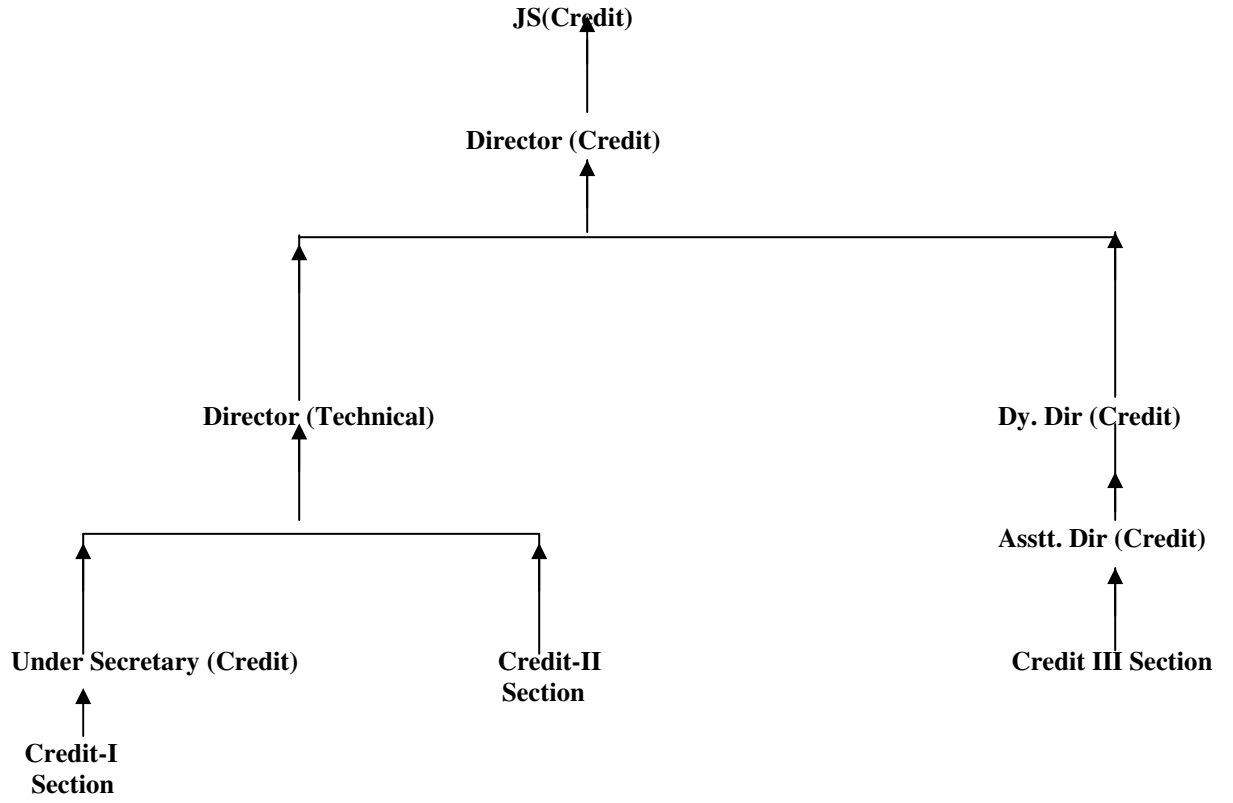 JS(Credit)
Director (Credit)
Director (Technical)
Dy. Dir (Credit)
Asstt. Dir (Credit)
Under Secretary (Credit)
Credit-II
Section
Credit III Section
Credit-I
Section